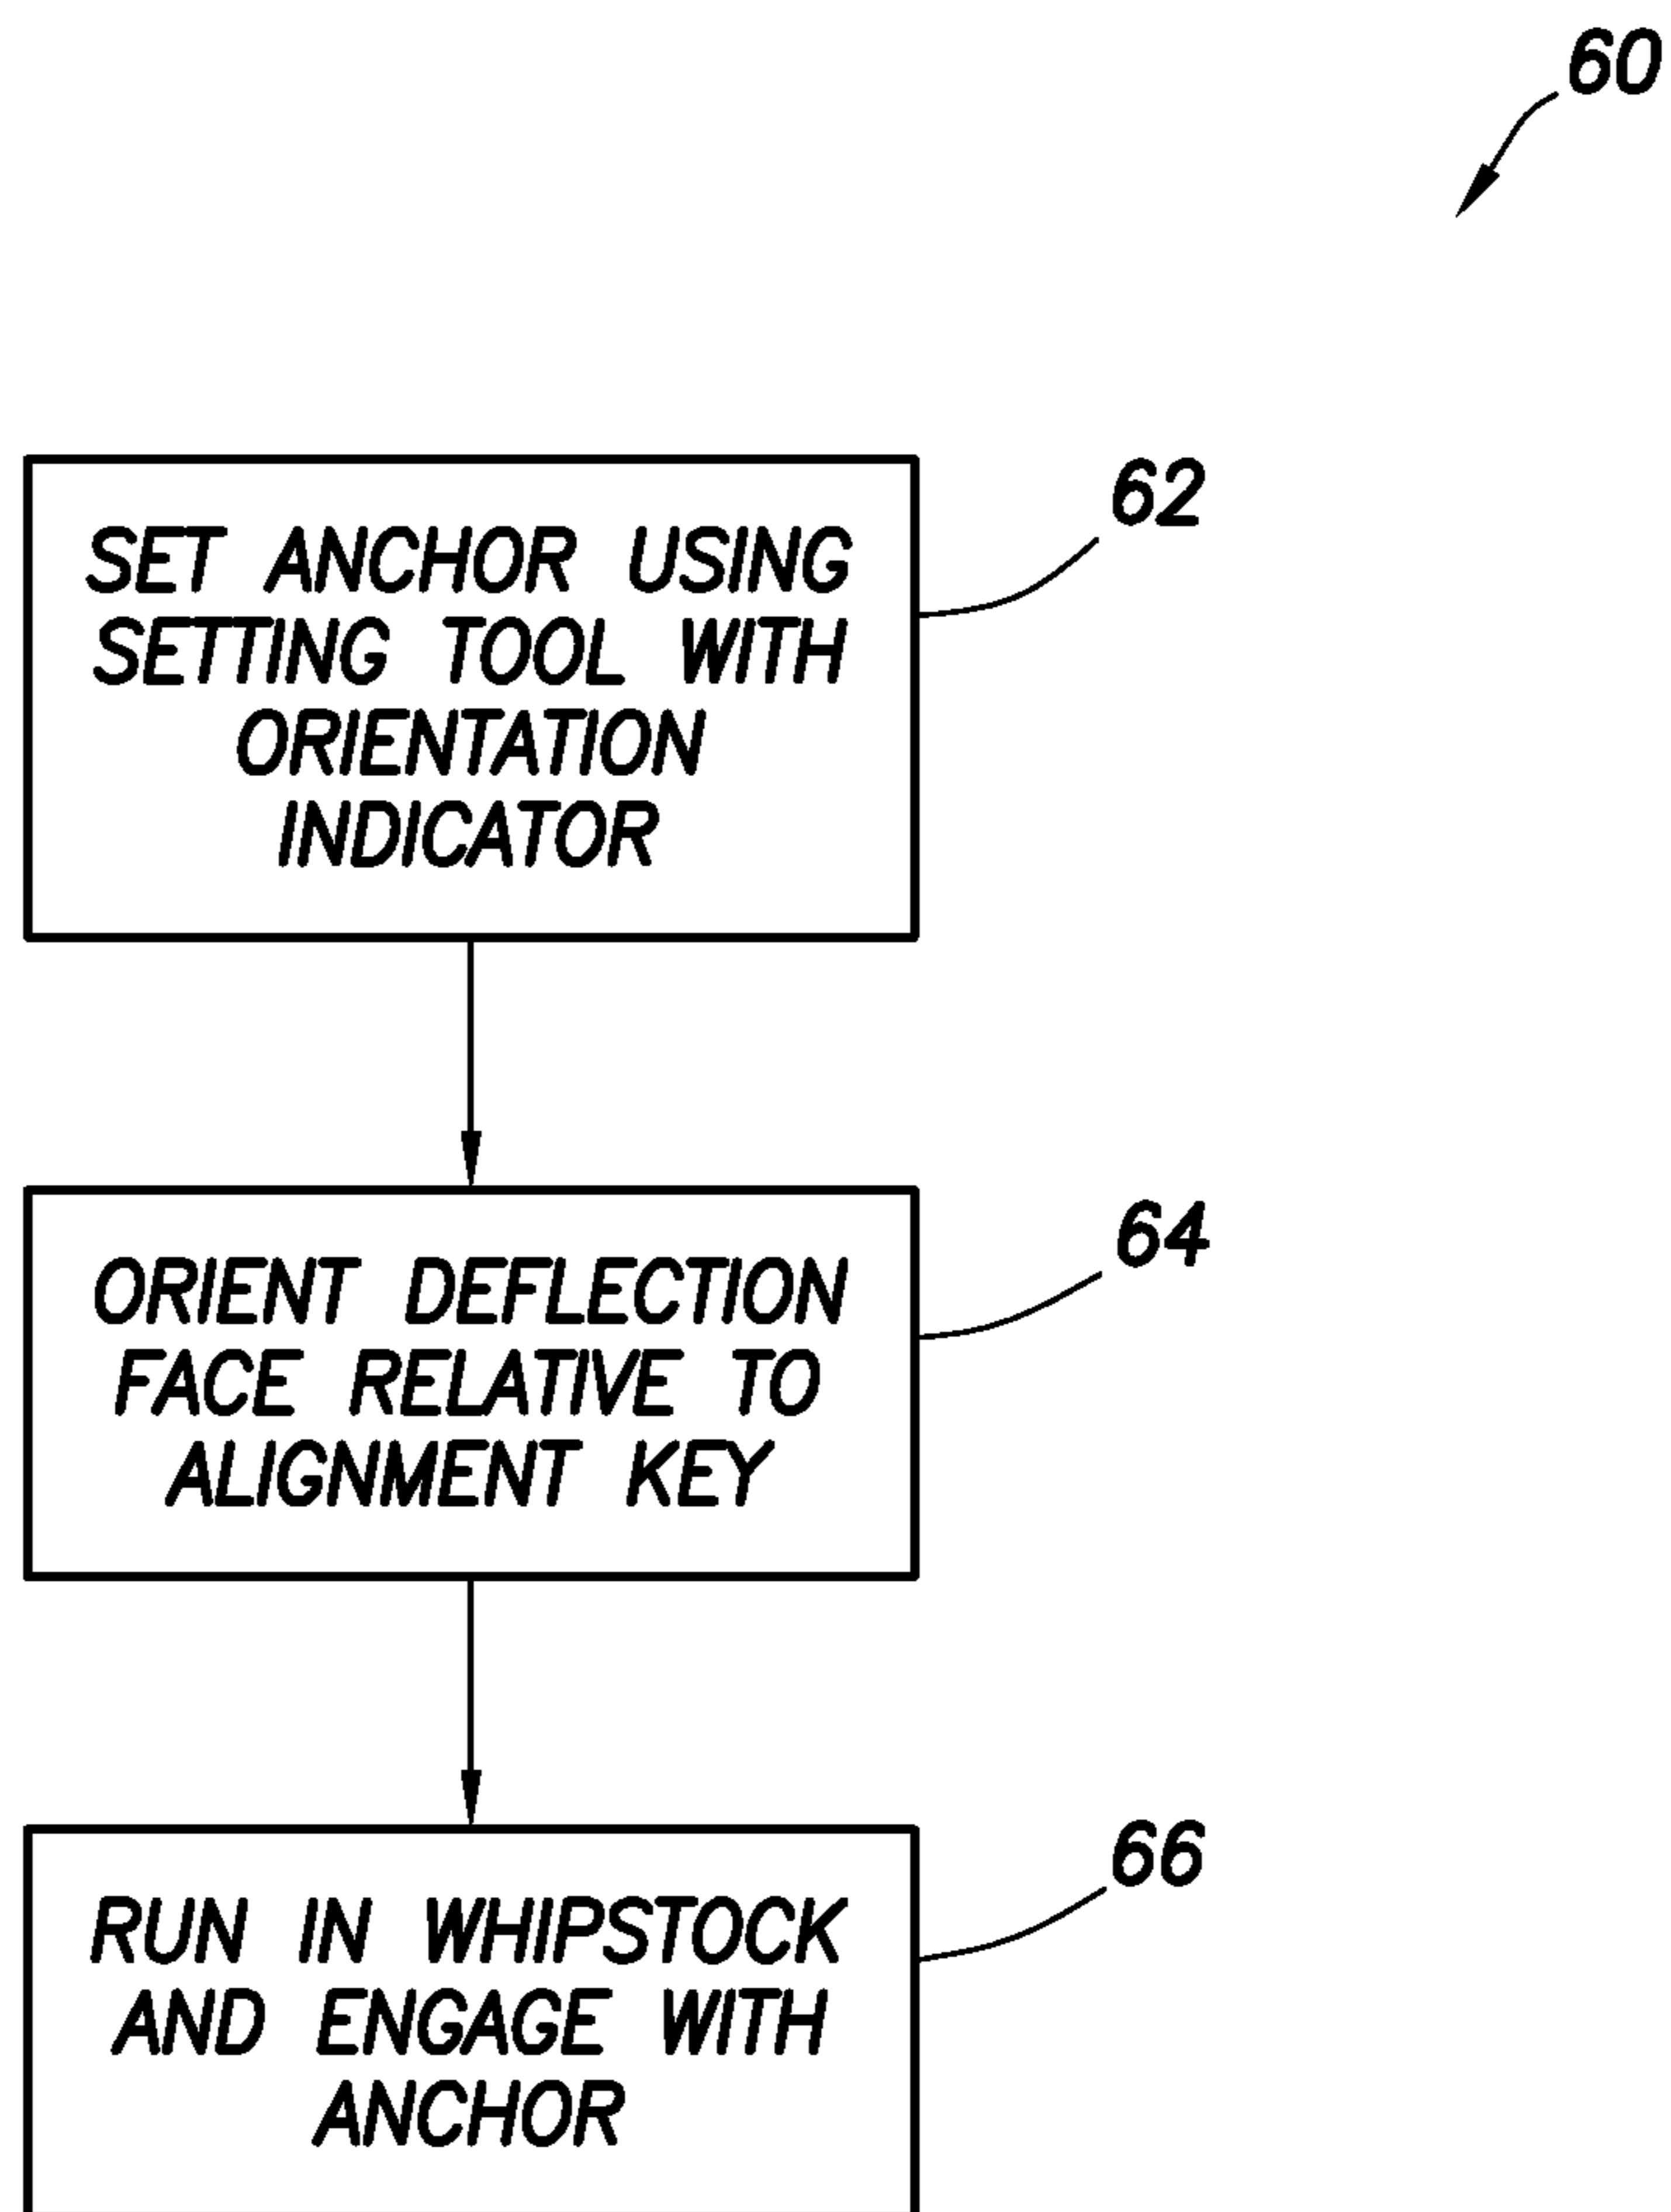 60
SET ANCHOR USING
SETTING TOOL WITH
ORIENTATION
INDICATOR
62
ORIENT DEFLECTION
FACE RELATIVE TO
ALIGNMENT KEY
64
RUN IN WHIPSTOCK
AND ENGAGE WITH
ANCHOR
66